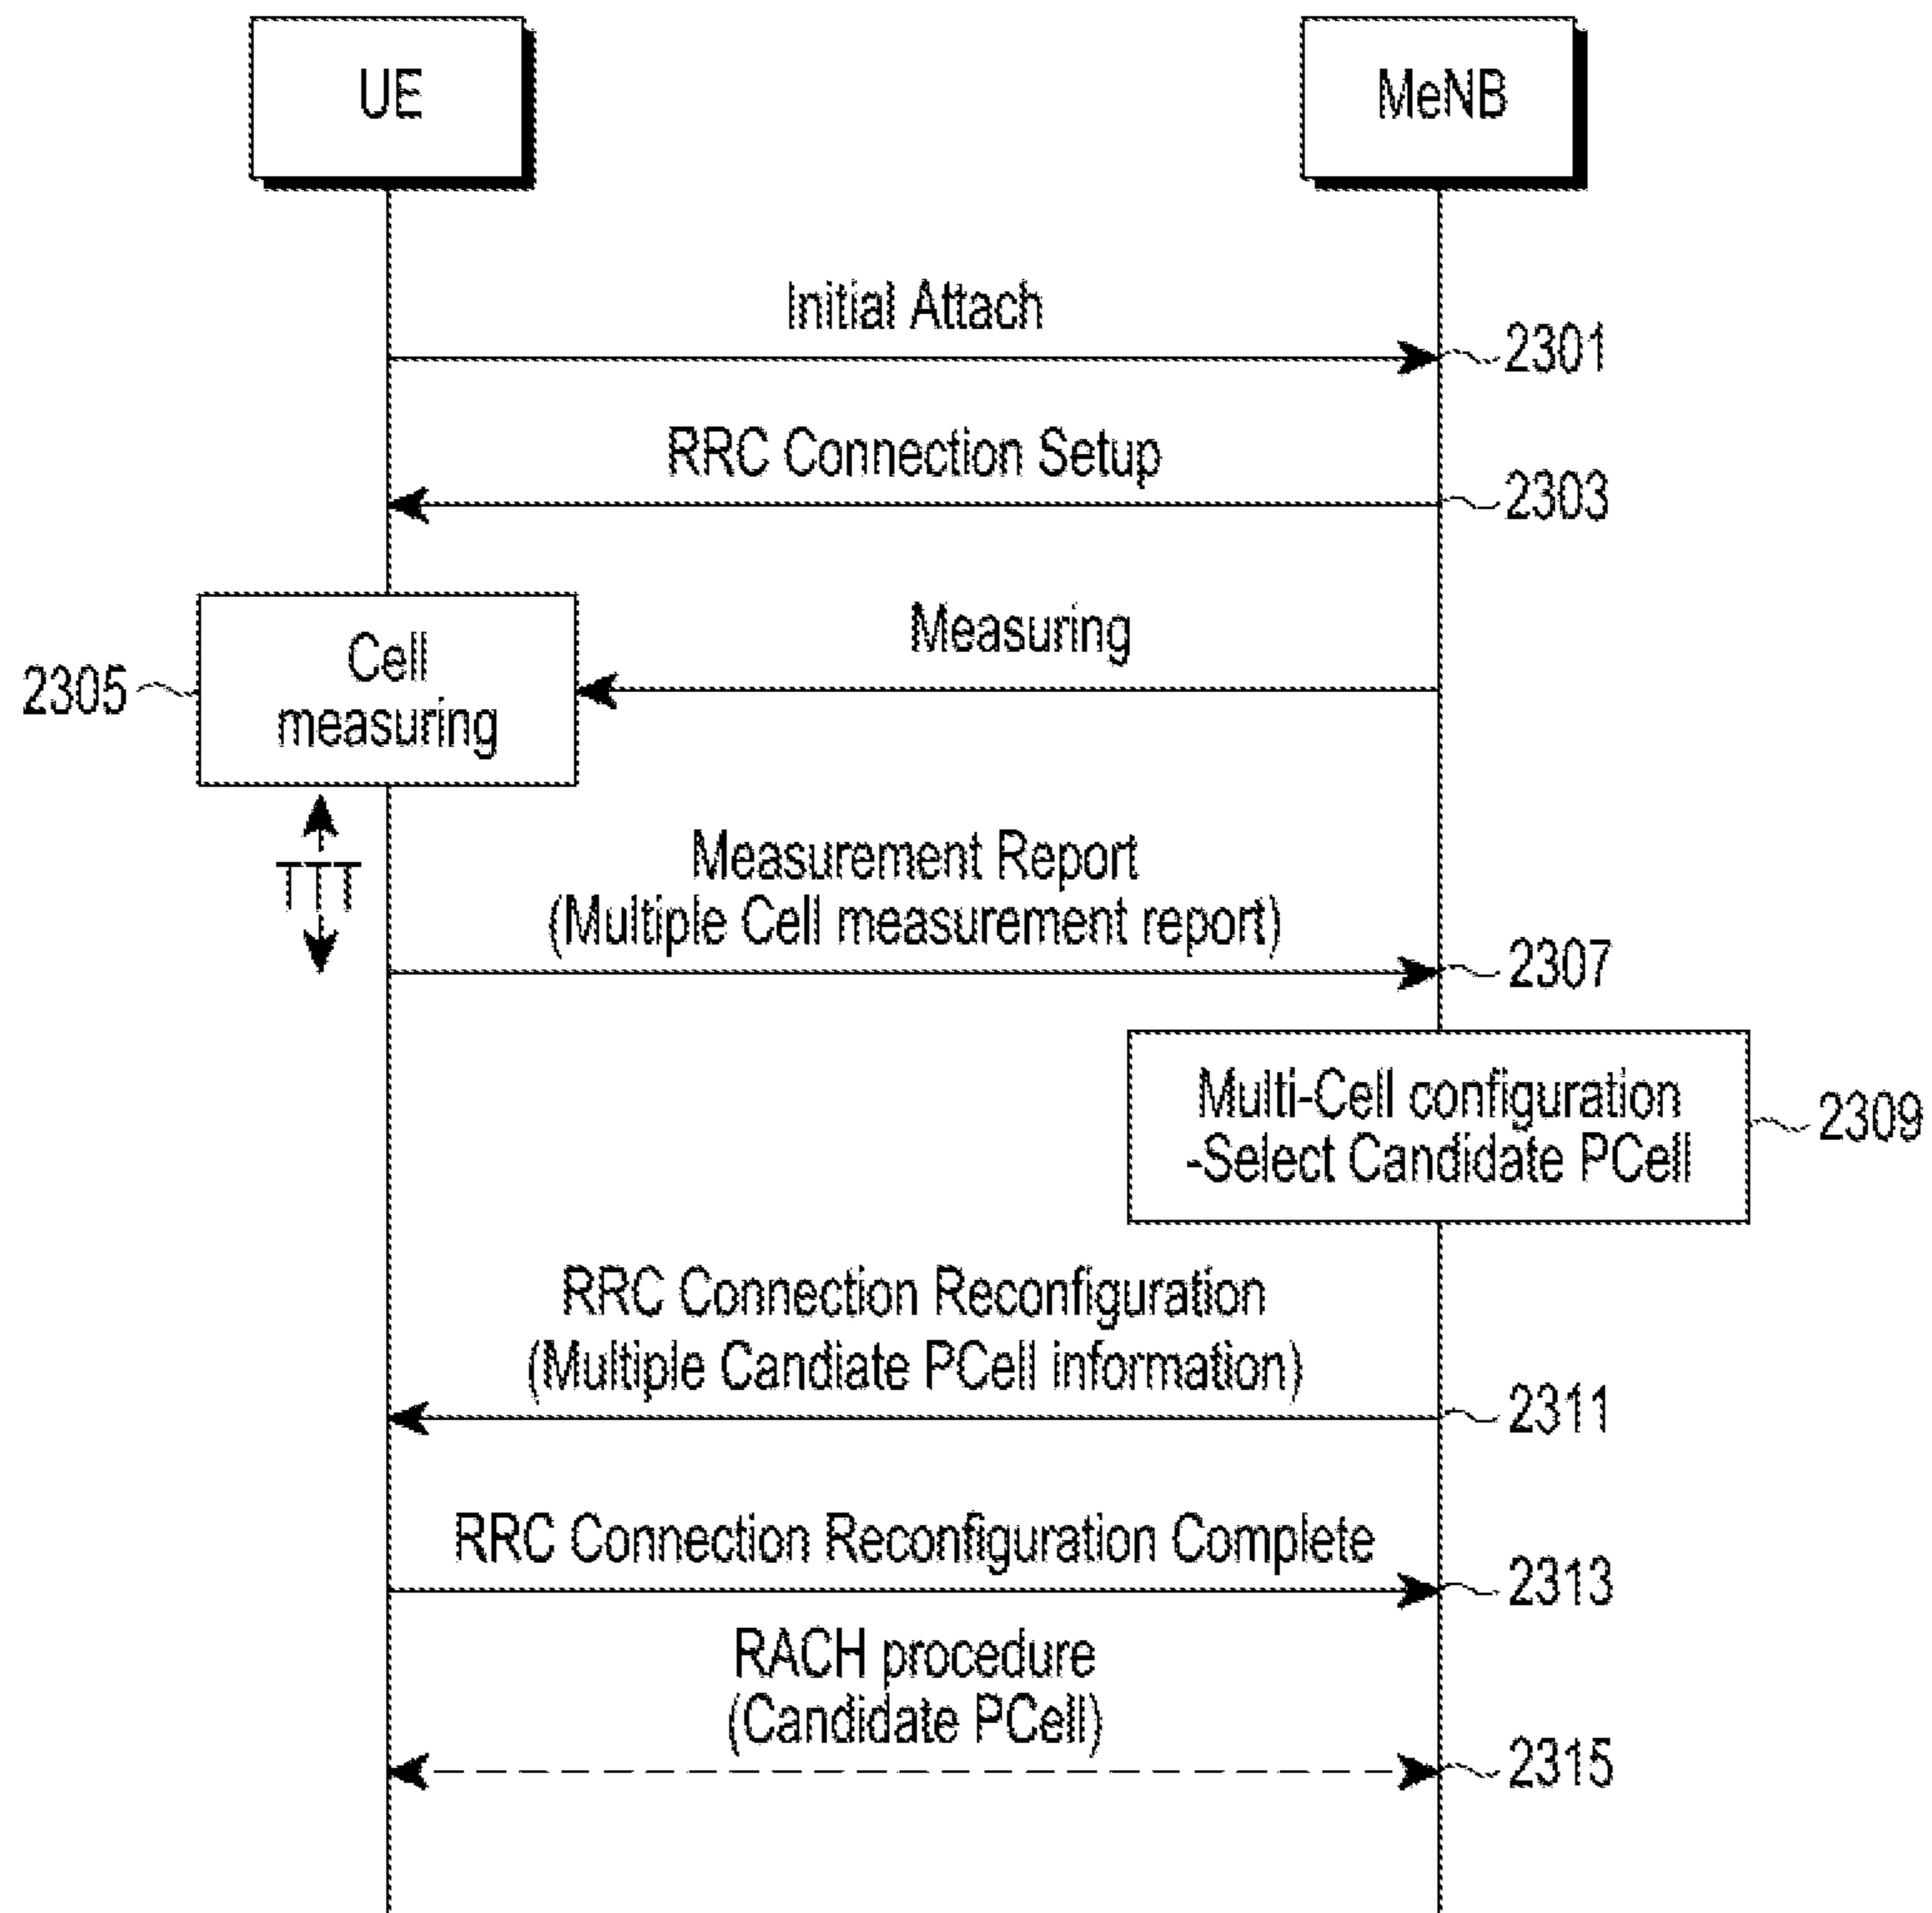 UE
MeNB
Initial Attach
2301
RRC Connection Setup
2303
Measuring
Cell
measuring
2305
TTT
Measurement Report
(Multiple Cell measurement report)
2307
Multi-Cell configuration
-Select Candidate PCell
2309
RRC Connection Reconfiguration
(Multiple Candiate PCell information)
2311
RRC Connection Reconfiguration Complete
2313
RACH procedure
(Candidate PCell)
2315